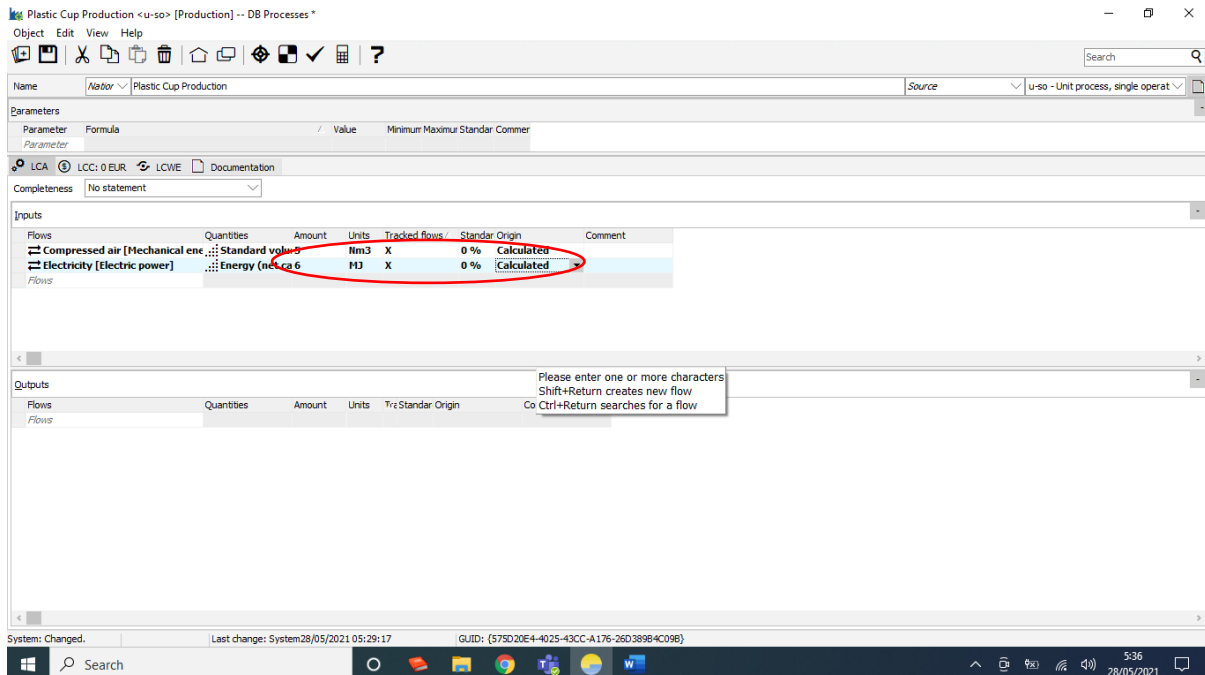 Plastic Cup Production <u-so> [Production] -- DB Processes *
Object Edit View Help
Search
Name Nation Plastic Cup Production Source u-so - Unit process, single operat
Parameters
Parameter Formula Value Minimum Maximum Standar Commen
Parameter
LCA LCC: 0 EUR LCWE Documentation
Completeness No statement
Inputs
Flows Quantities Amount Units Tracked flows Standar Origin Comment
Compressed air [Mechanical ene Standard volu 5 Nm3 X 0 % Calculated
Electricity [Electric power] Energy (net ca 6 MJ X 0 % Calculated
Flows
Please enter one or more characters
Shift+Return creates new flow
Ctrl+Return searches for a flow
Outputs
Flows Quantities Amount Units Tra Standar Origin Co
Flows
System: Changed. Last change: System28/05/2021 05:29:17 GUID: {575D20E4-4025-43CC-A176-26D389B4C09B}
Search
5:36
28/05/2021